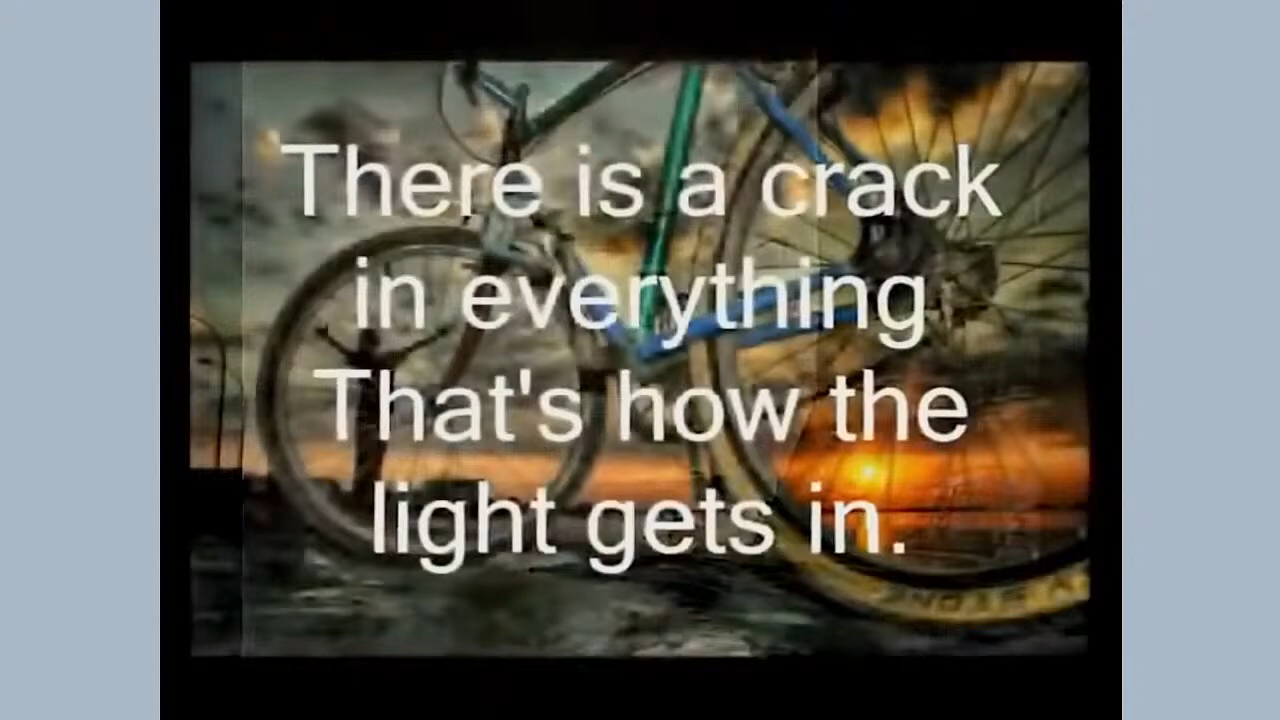 There is a crack
in everything
That's how the
light gets in.